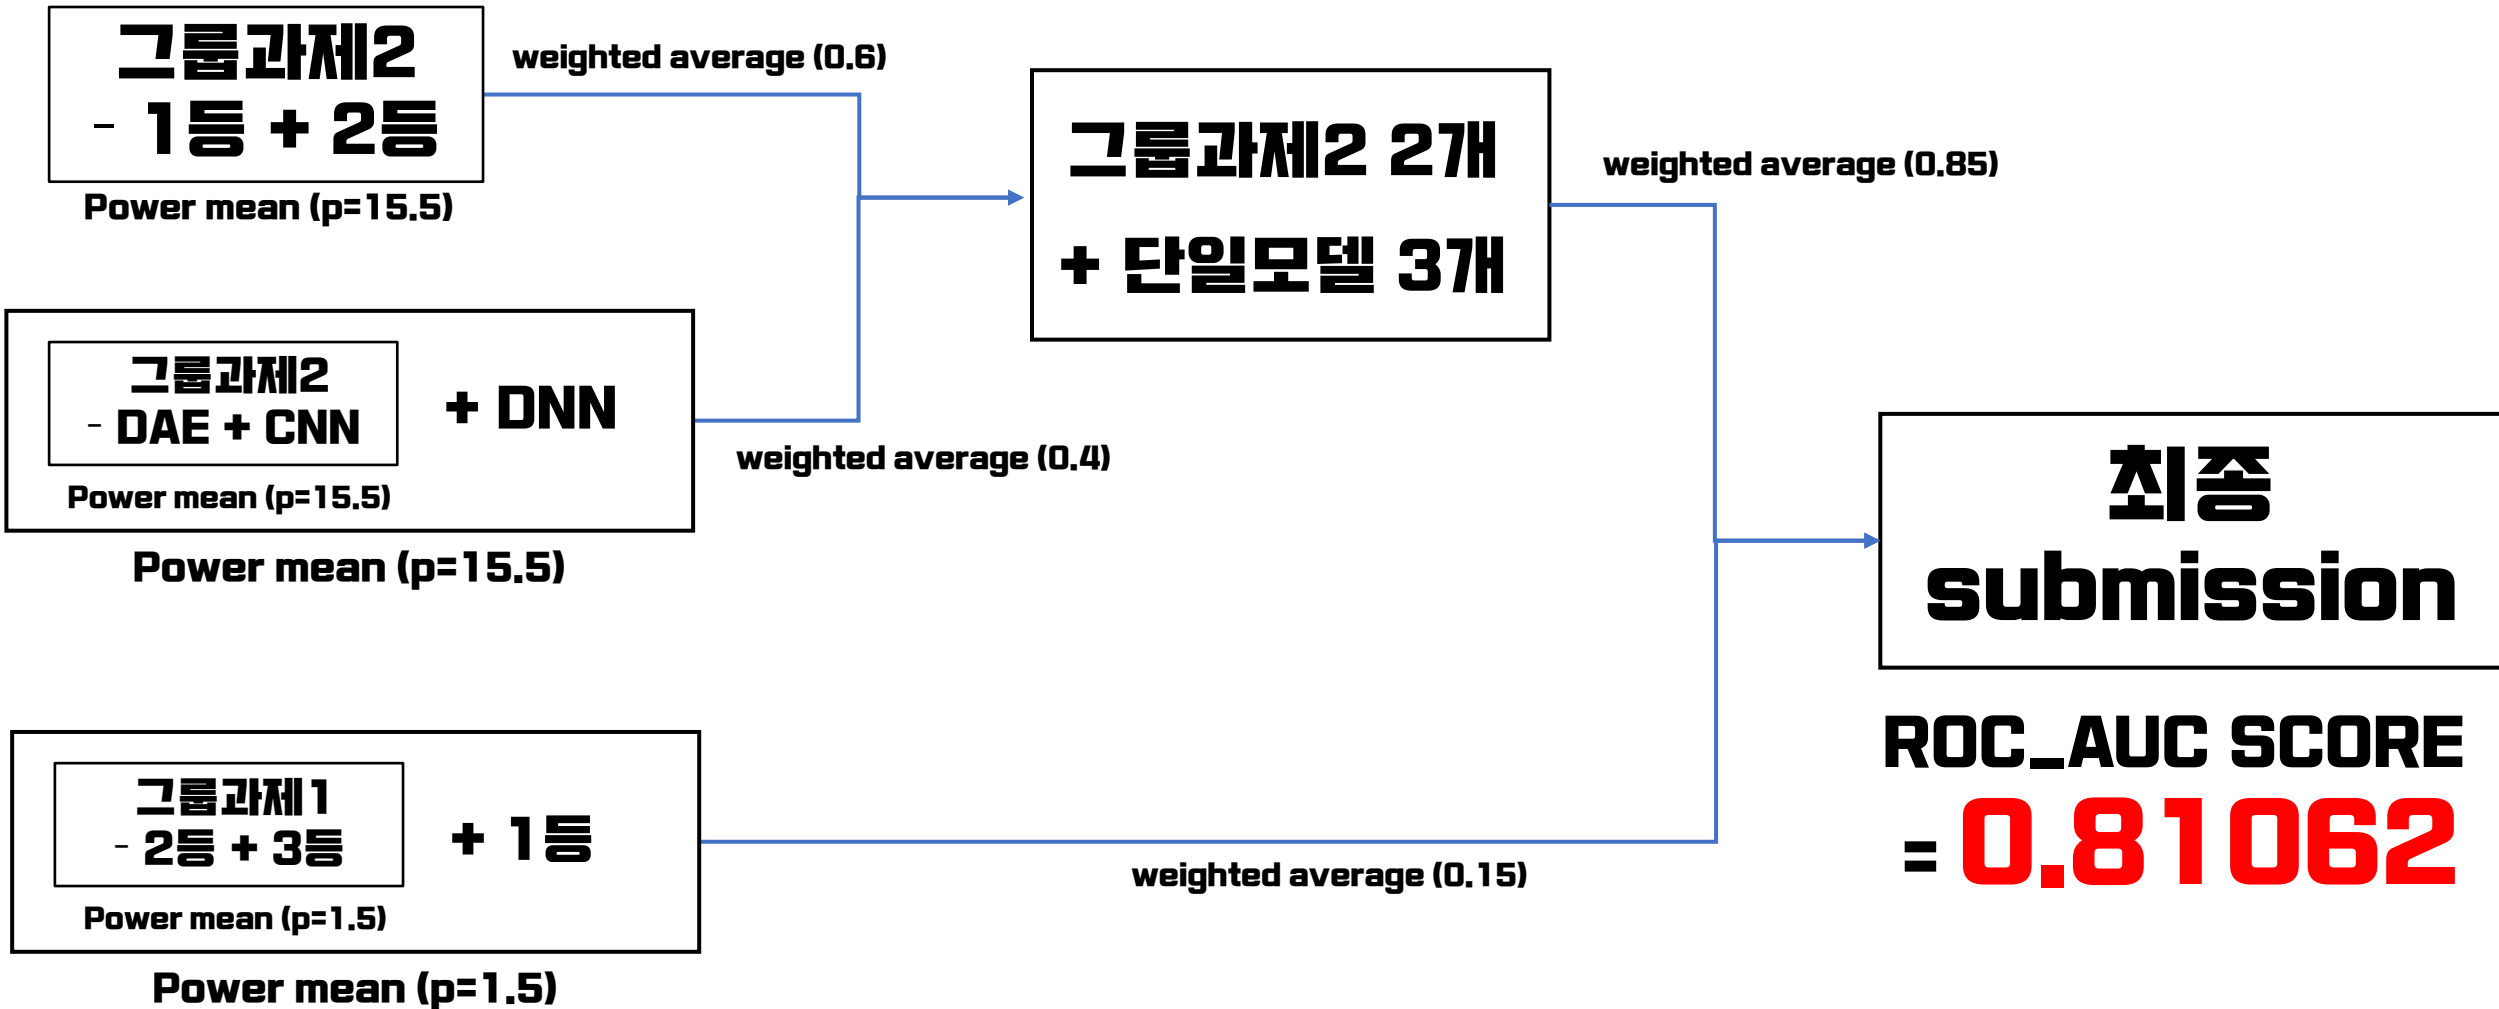 그룹과제2
- 1등 + 2등
Power mean (p=15.5)
weighted average (0.6)
그룹과제2
- DAE + CNN
+ DNN
Power mean (p=15.5)
Power mean (p=15.5)
weighted average (0.4)
그룹과제2 2개
+ 단일모델 3개
weighted average (0.85)
그룹과제1
- 2등 + 3등
+ 1등
Power mean (p=1.5)
Power mean (p=1.5)
weighted average (0.15)
최종
submission
ROC_AUC SCORE
= 0.81062